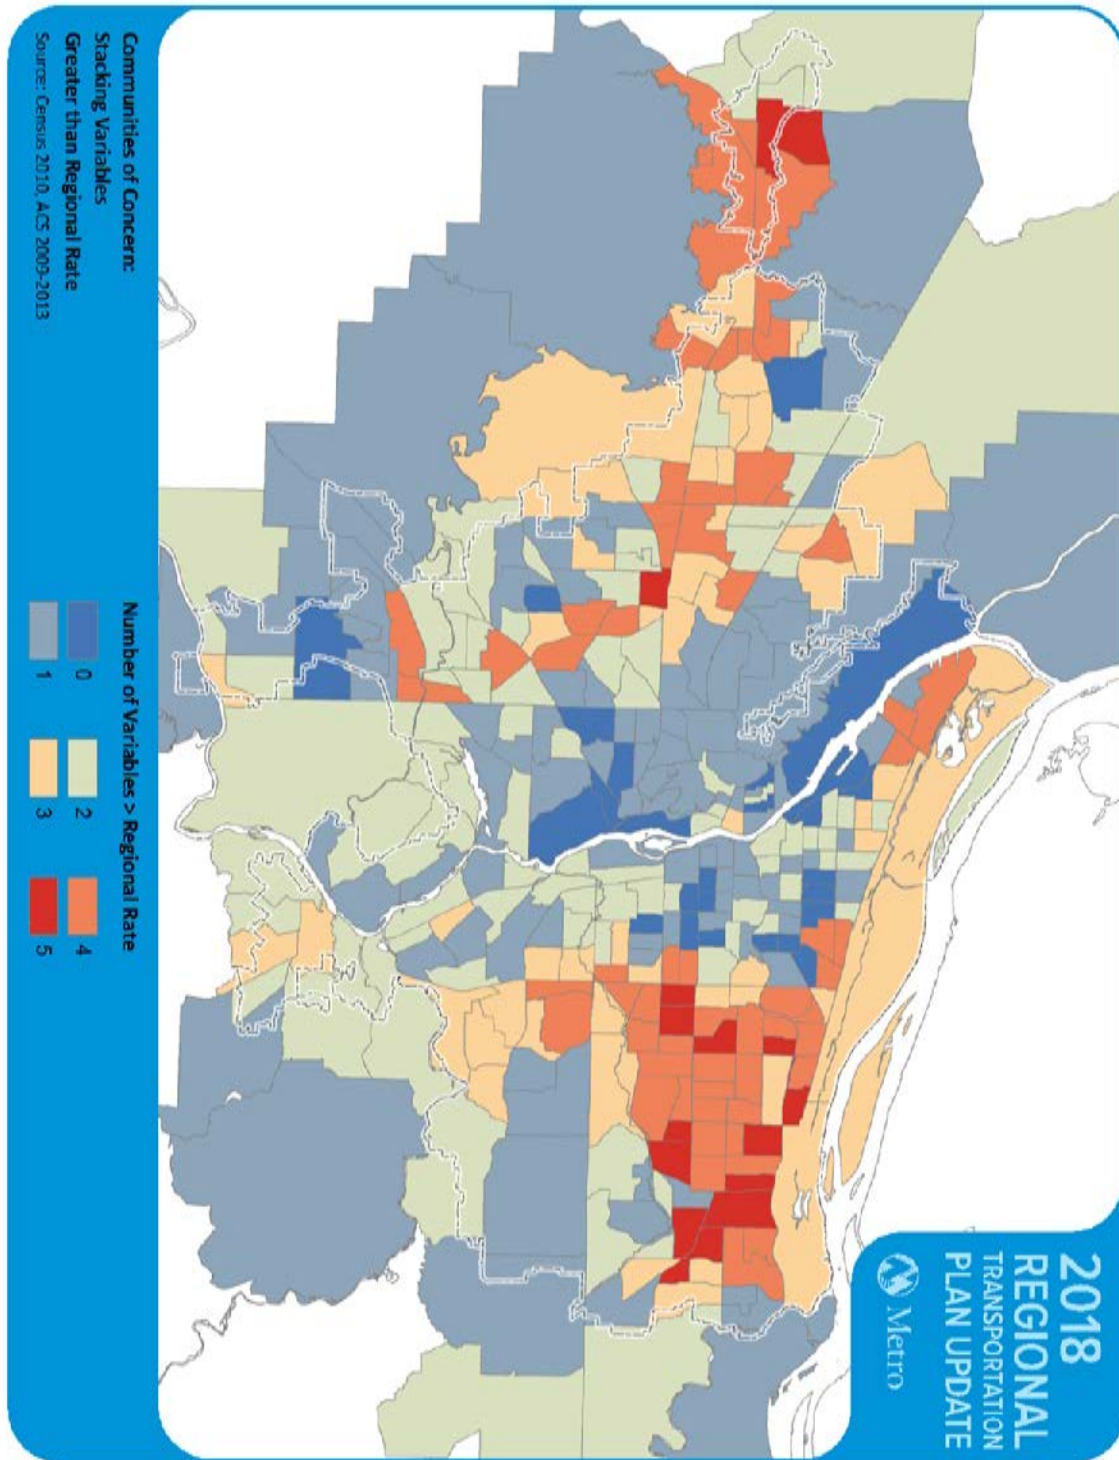 2018
REGIONAL
TRANSPORTATION
PLAN UPDATE
Metro
Communities of Concern:
Stacking Variables
Greater than Regional Rate
Source: Census 2010, ACS 2009-2013
Number of Variables > Regional Rate
0
2
4
1
3
5